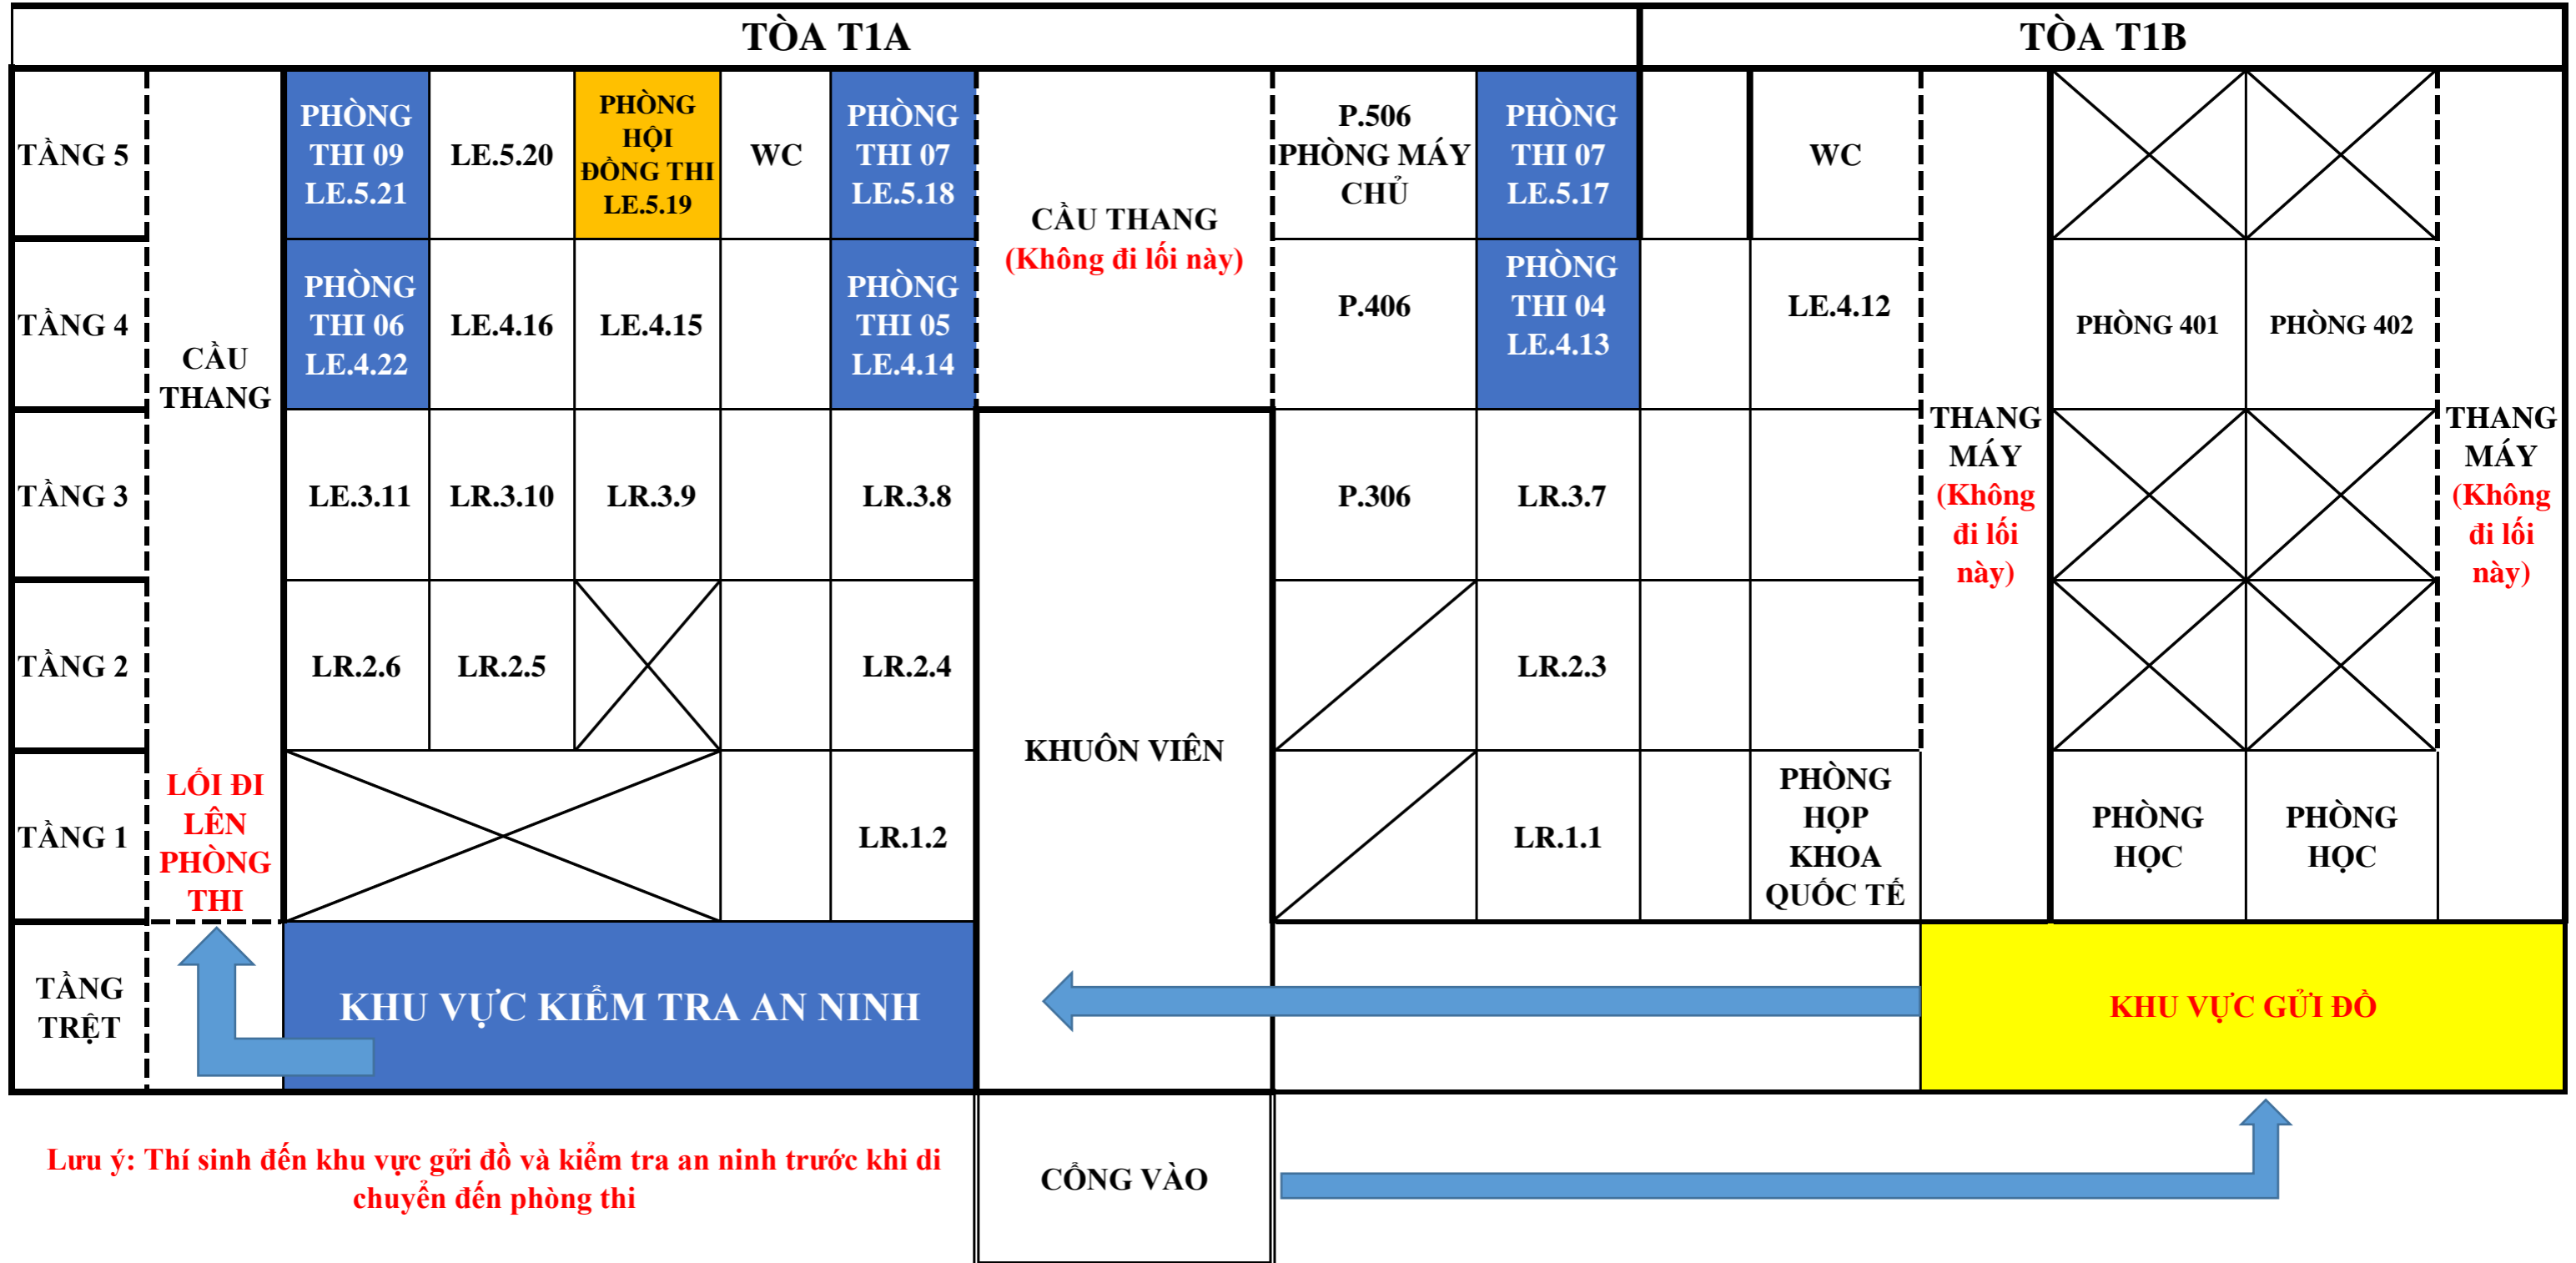 TÒA T1A
TÒA T1B
TẦNG 5
PHÒNG
THI 09
LE.5.21
LE.5.20
PHÒNG
HỘI
ĐỒNG THI
LE.5.19
WC
PHÒNG
THI 07
LE.5.18
CẦU THANG
(Không đi lối này)
P.506
PHÒNG MÁY
CHỦ
PHÒNG
THI 07
LE.5.17
WC
TẦNG 4
CẦU
THANG
PHÒNG
THI 06
LE.4.22
LE.4.16
LE.4.15
PHÒNG
THI 05
LE.4.14
P.406
PHÒNG
THI 04
LE.4.13
LE.4.12
THANG
MÁY
(Không
đi lối
này)
PHÒNG 401
PHÒNG 402
THANG
MÁY
(Không
đi lối
này)
TẦNG 3
LE.3.11
LR.3.10
LR.3.9
LR.3.8
P.306
LR.3.7
TẦNG 2
LR.2.6
LR.2.5
LR.2.4
KHUÔN VIÊN
LR.2.3
TẦNG 1
LỐI ĐI
LÊN
PHÒNG
THI
LR.1.2
LR.1.1
PHÒNG
HỌP
KHOA
QUỐC TẾ
PHÒNG
HỌC
PHÒNG
HỌC
TẦNG
TRỆT
KHU VỰC KIỂM TRA AN NINH
KHU VỰC GỬI ĐỒ
Lưu ý: Thí sinh đến khu vực gửi đồ và kiểm tra an ninh trước khi di
chuyển đến phòng thi
CỔNG VÀO